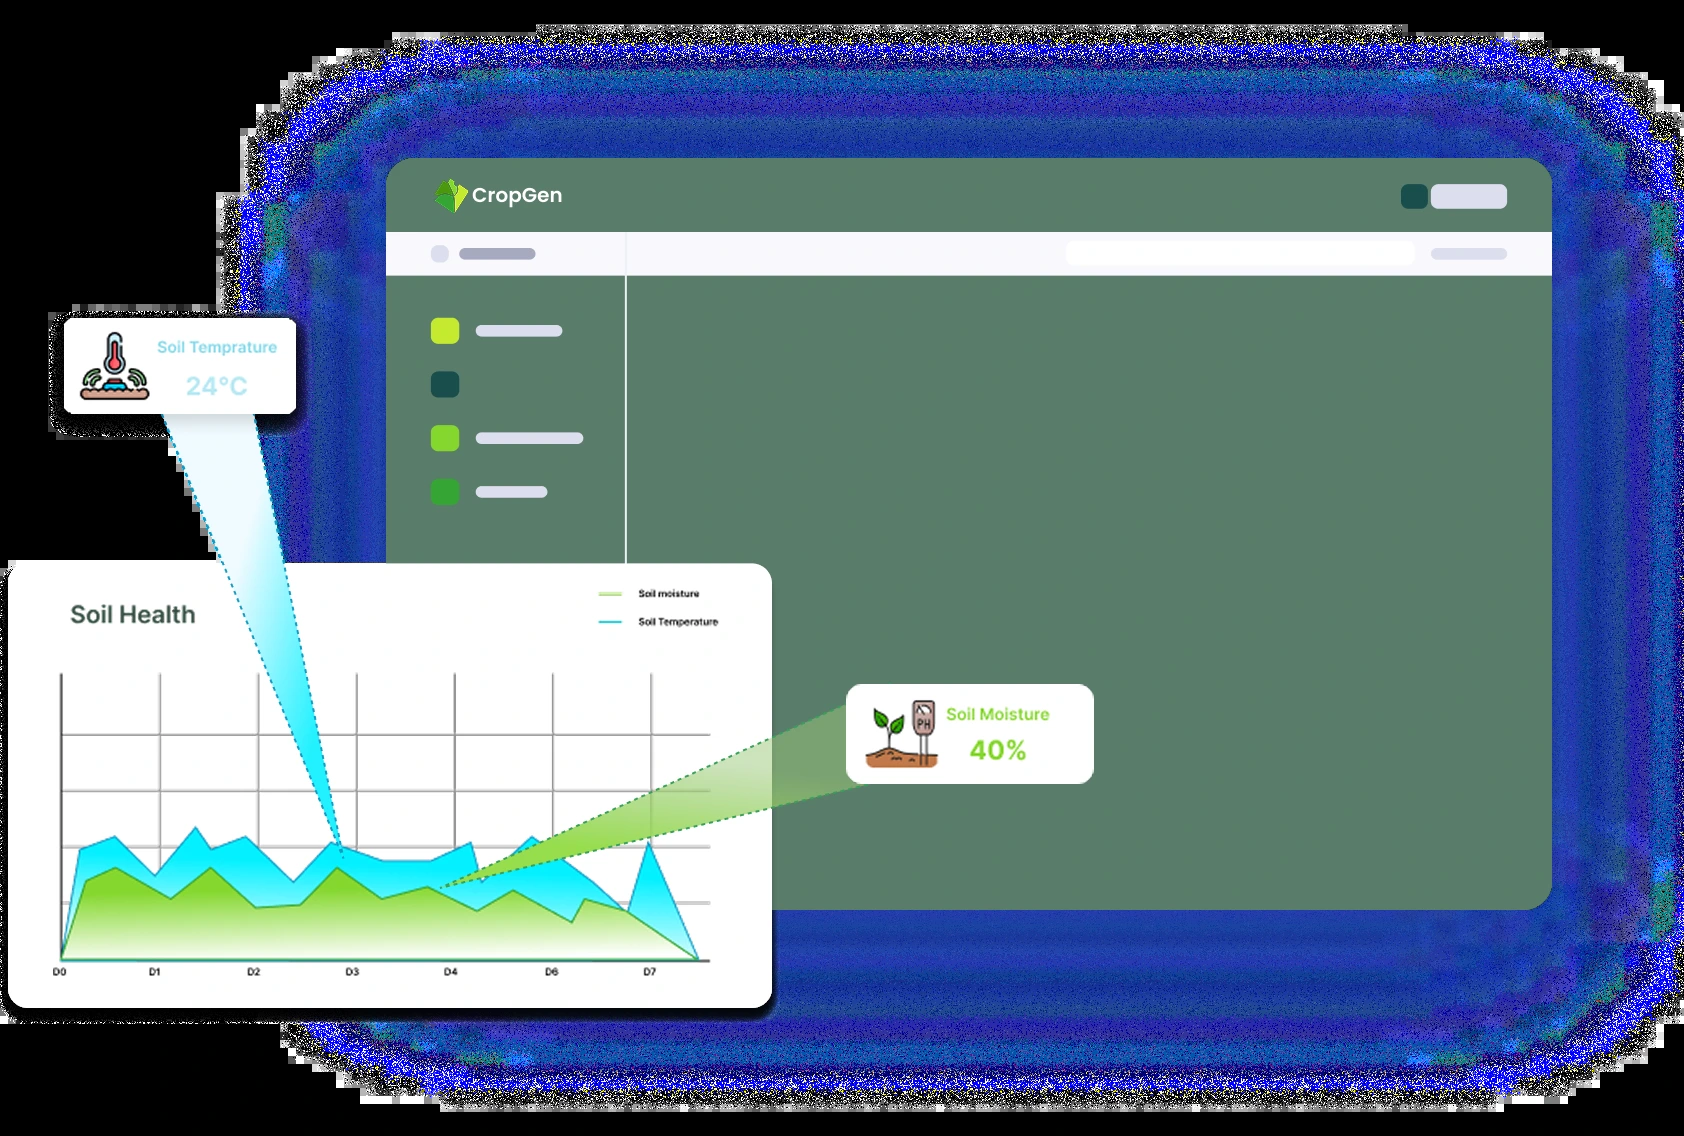 CropGen
Soil Temprature
24°C
Soil Health
Soil moisture
Soil Temperature
PH
Soil Moisture
40%
D0 D1 D2 D3 D4 D6 D7